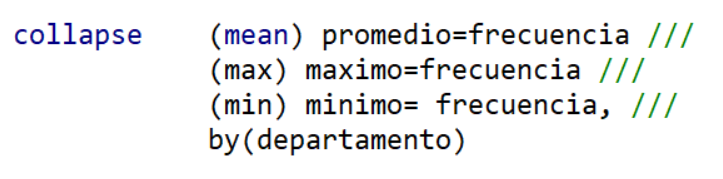 collapse (mean) promedio=frecuencia ///
(max) maximo=frecuencia ///
(min) minimo= frecuencia, ///
by(departamento)